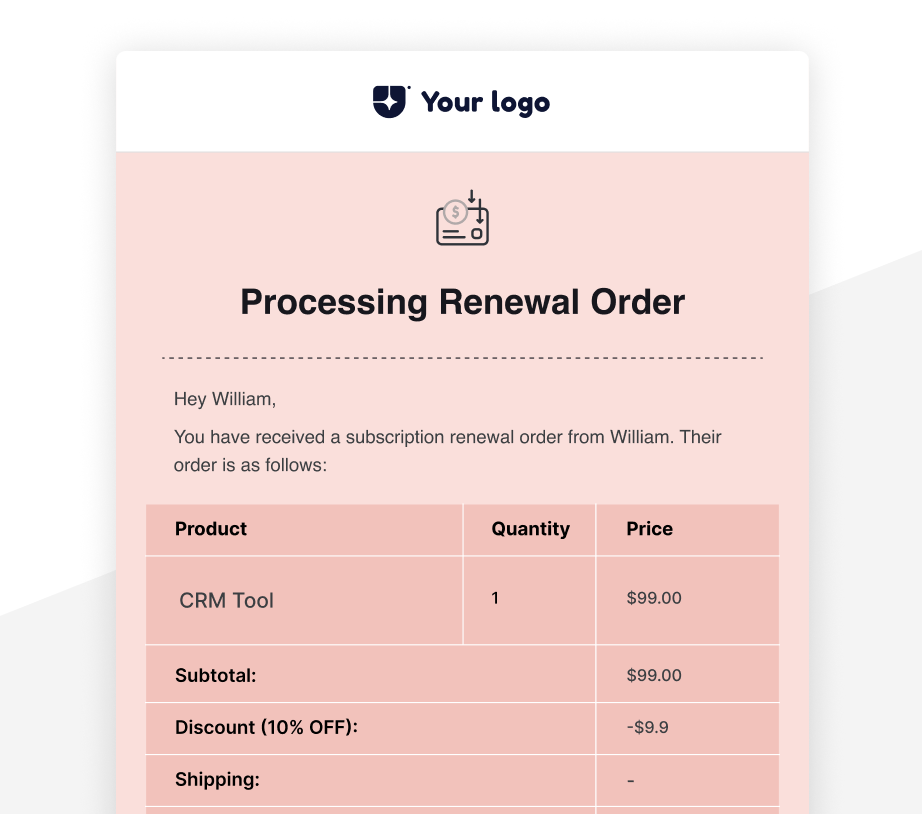 Your logo
$
Processing Renewal Order
Hey William,
You have received a subscription renewal order from William. Their
order is as follows:
Product Quantity Price
CRM Tool 1 $99.00
Subtotal: $99.00
Discount (10% OFF): -$9.9
Shipping: -